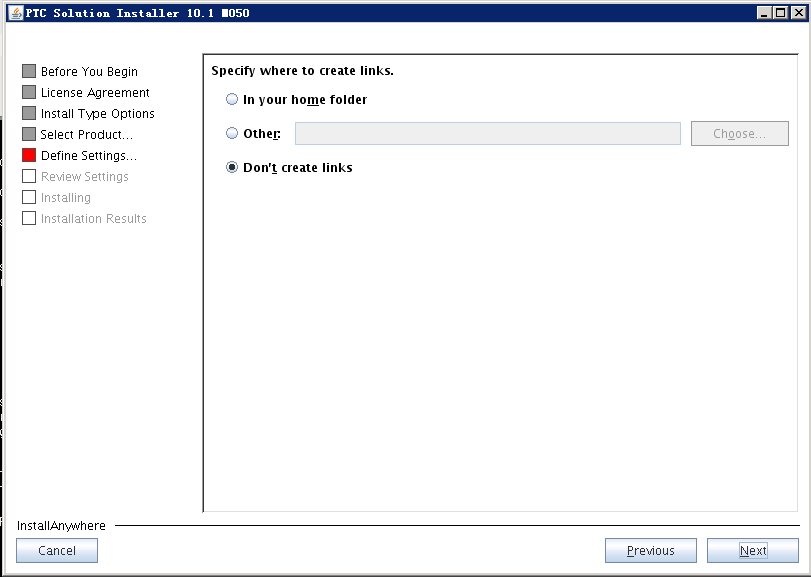 PTC Solution Installer 10.1 M050
Before You Begin
License Agreement
Install Type Options
Select Product...
Define Settings...
Review Settings
Installing
Installation Results
Specify where to create links.
In your home folder
Other:
Choose...
Don't create links
InstallAnywhere
Cancel
Previous
Next